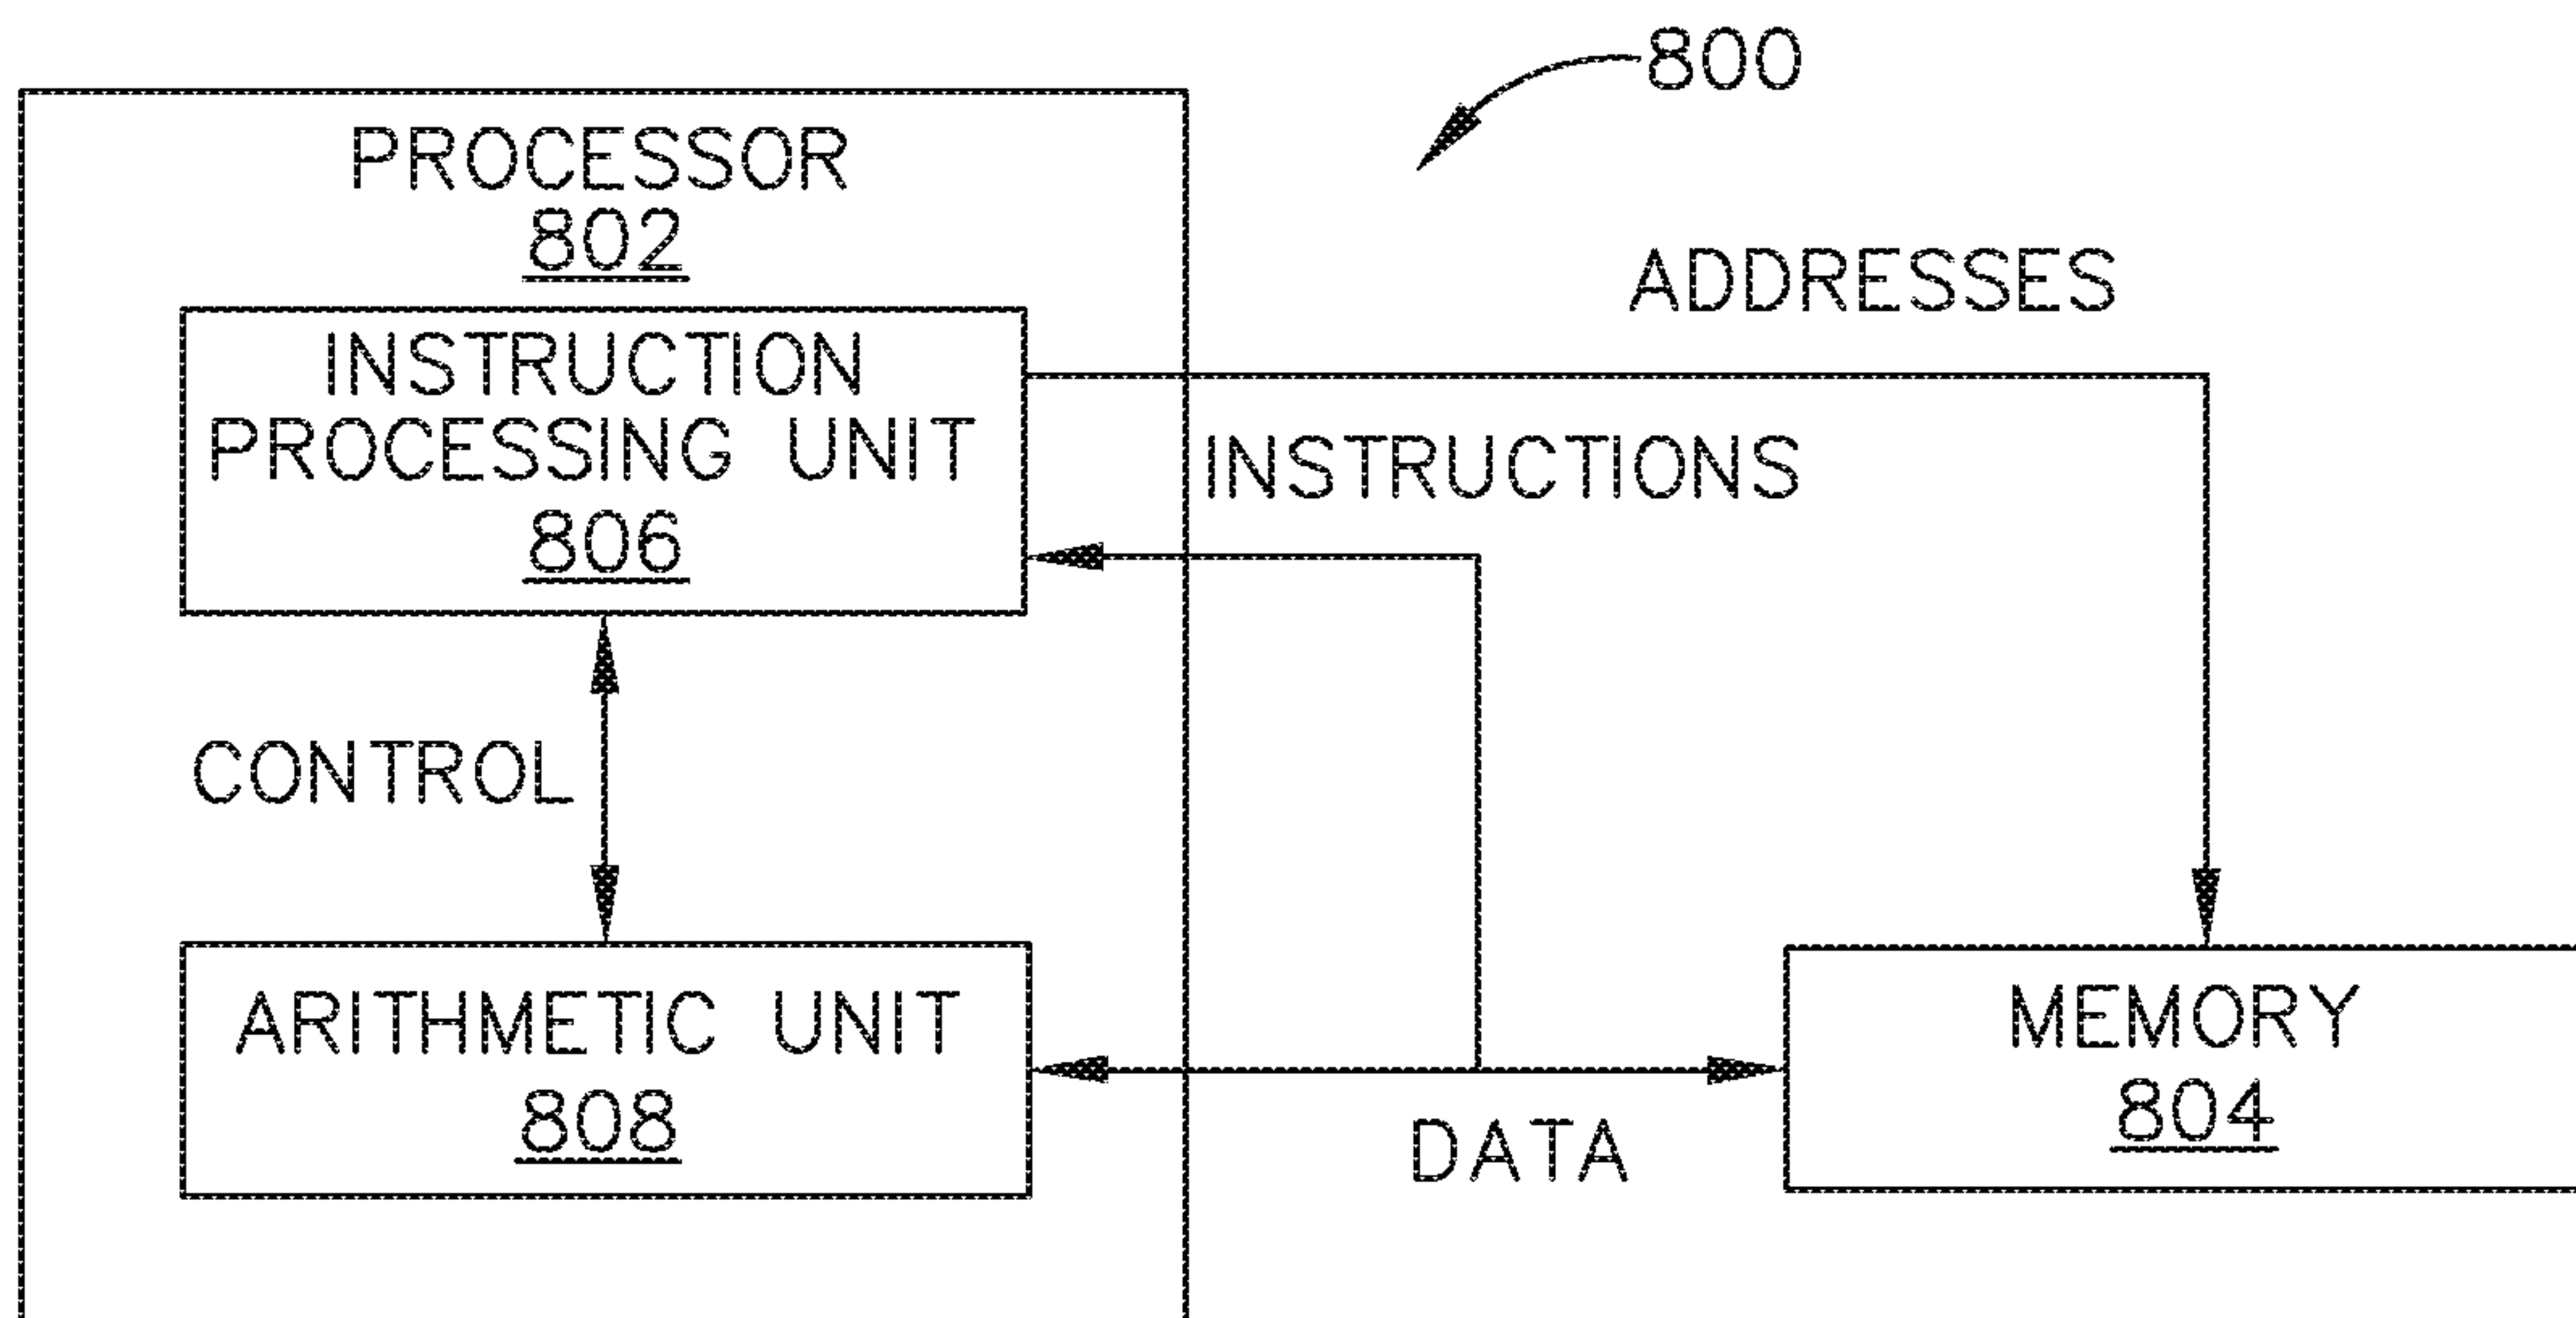 800
PROCESSOR
802
ADDRESSES
INSTRUCTION
PROCESSING UNIT
806
INSTRUCTIONS
CONTROL
ARITHMETIC UNIT
808
DATA
MEMORY
804